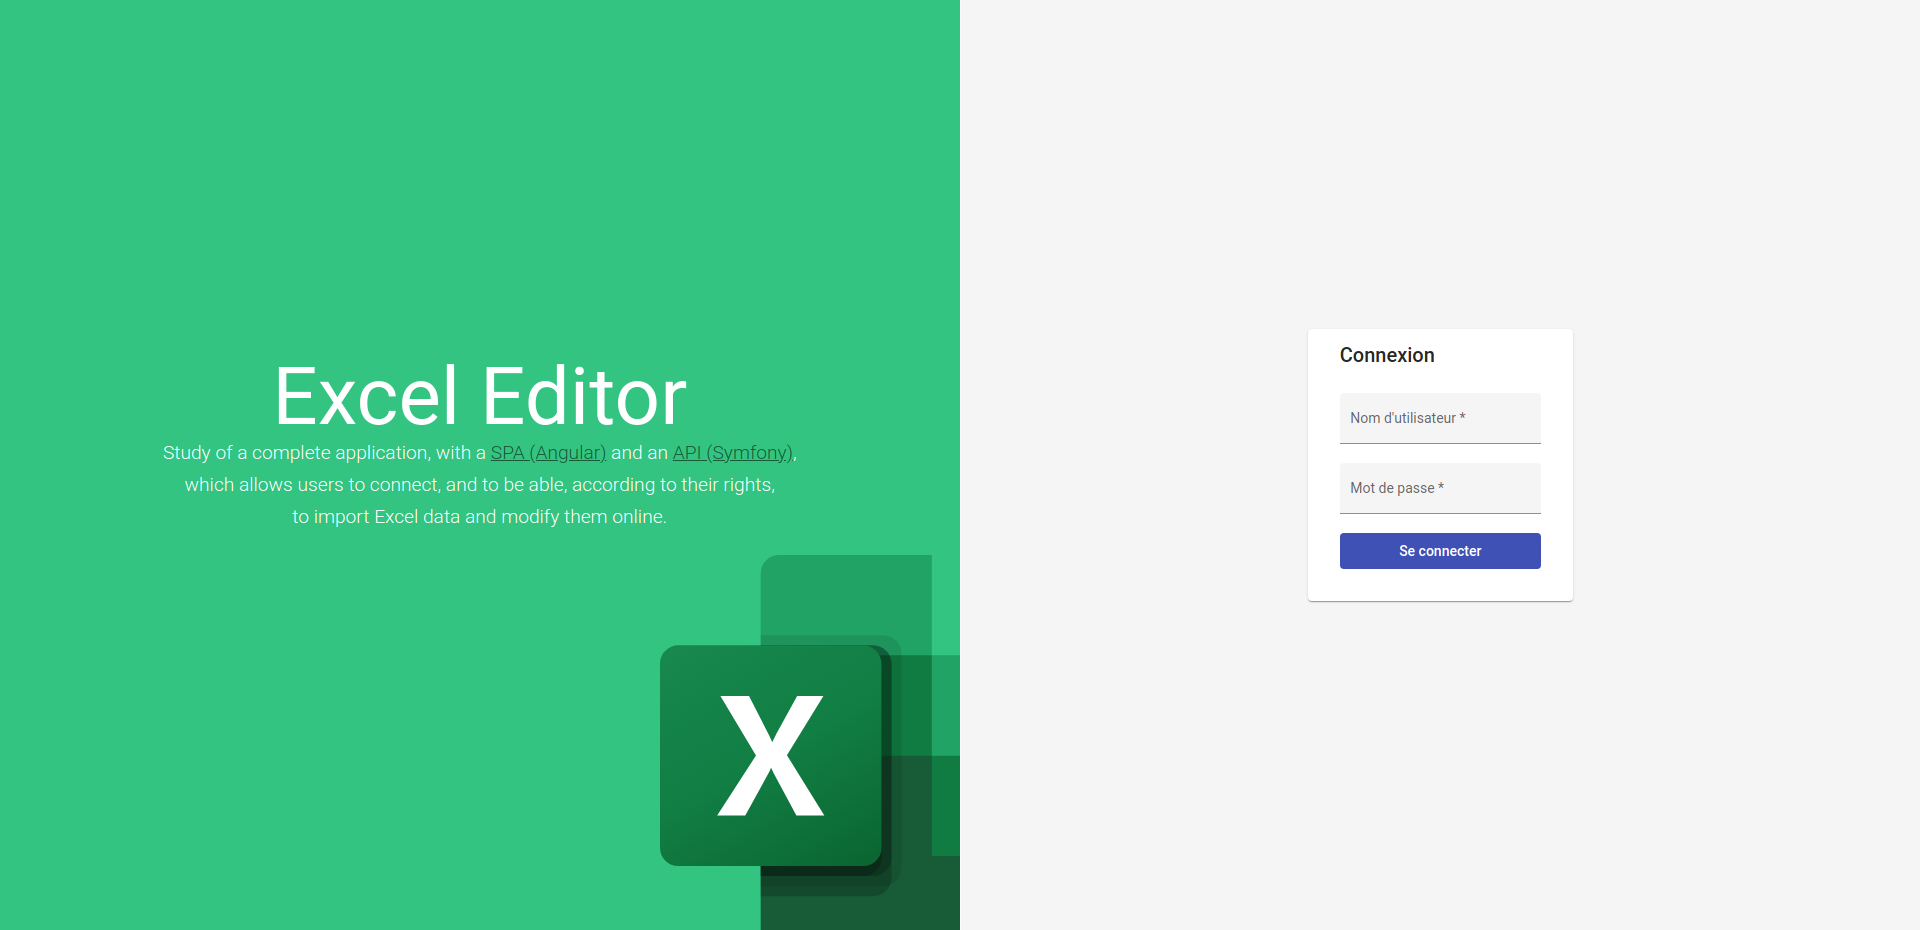 Excel Editor
Study of a complete application, with a SPA (Angular) and an API (Symfony),
which allows users to connect, and to be able, according to their rights,
to import Excel data and modify them online.
X
Connexion
Nom d'utilisateur *
Mot de passe *
Se connecter